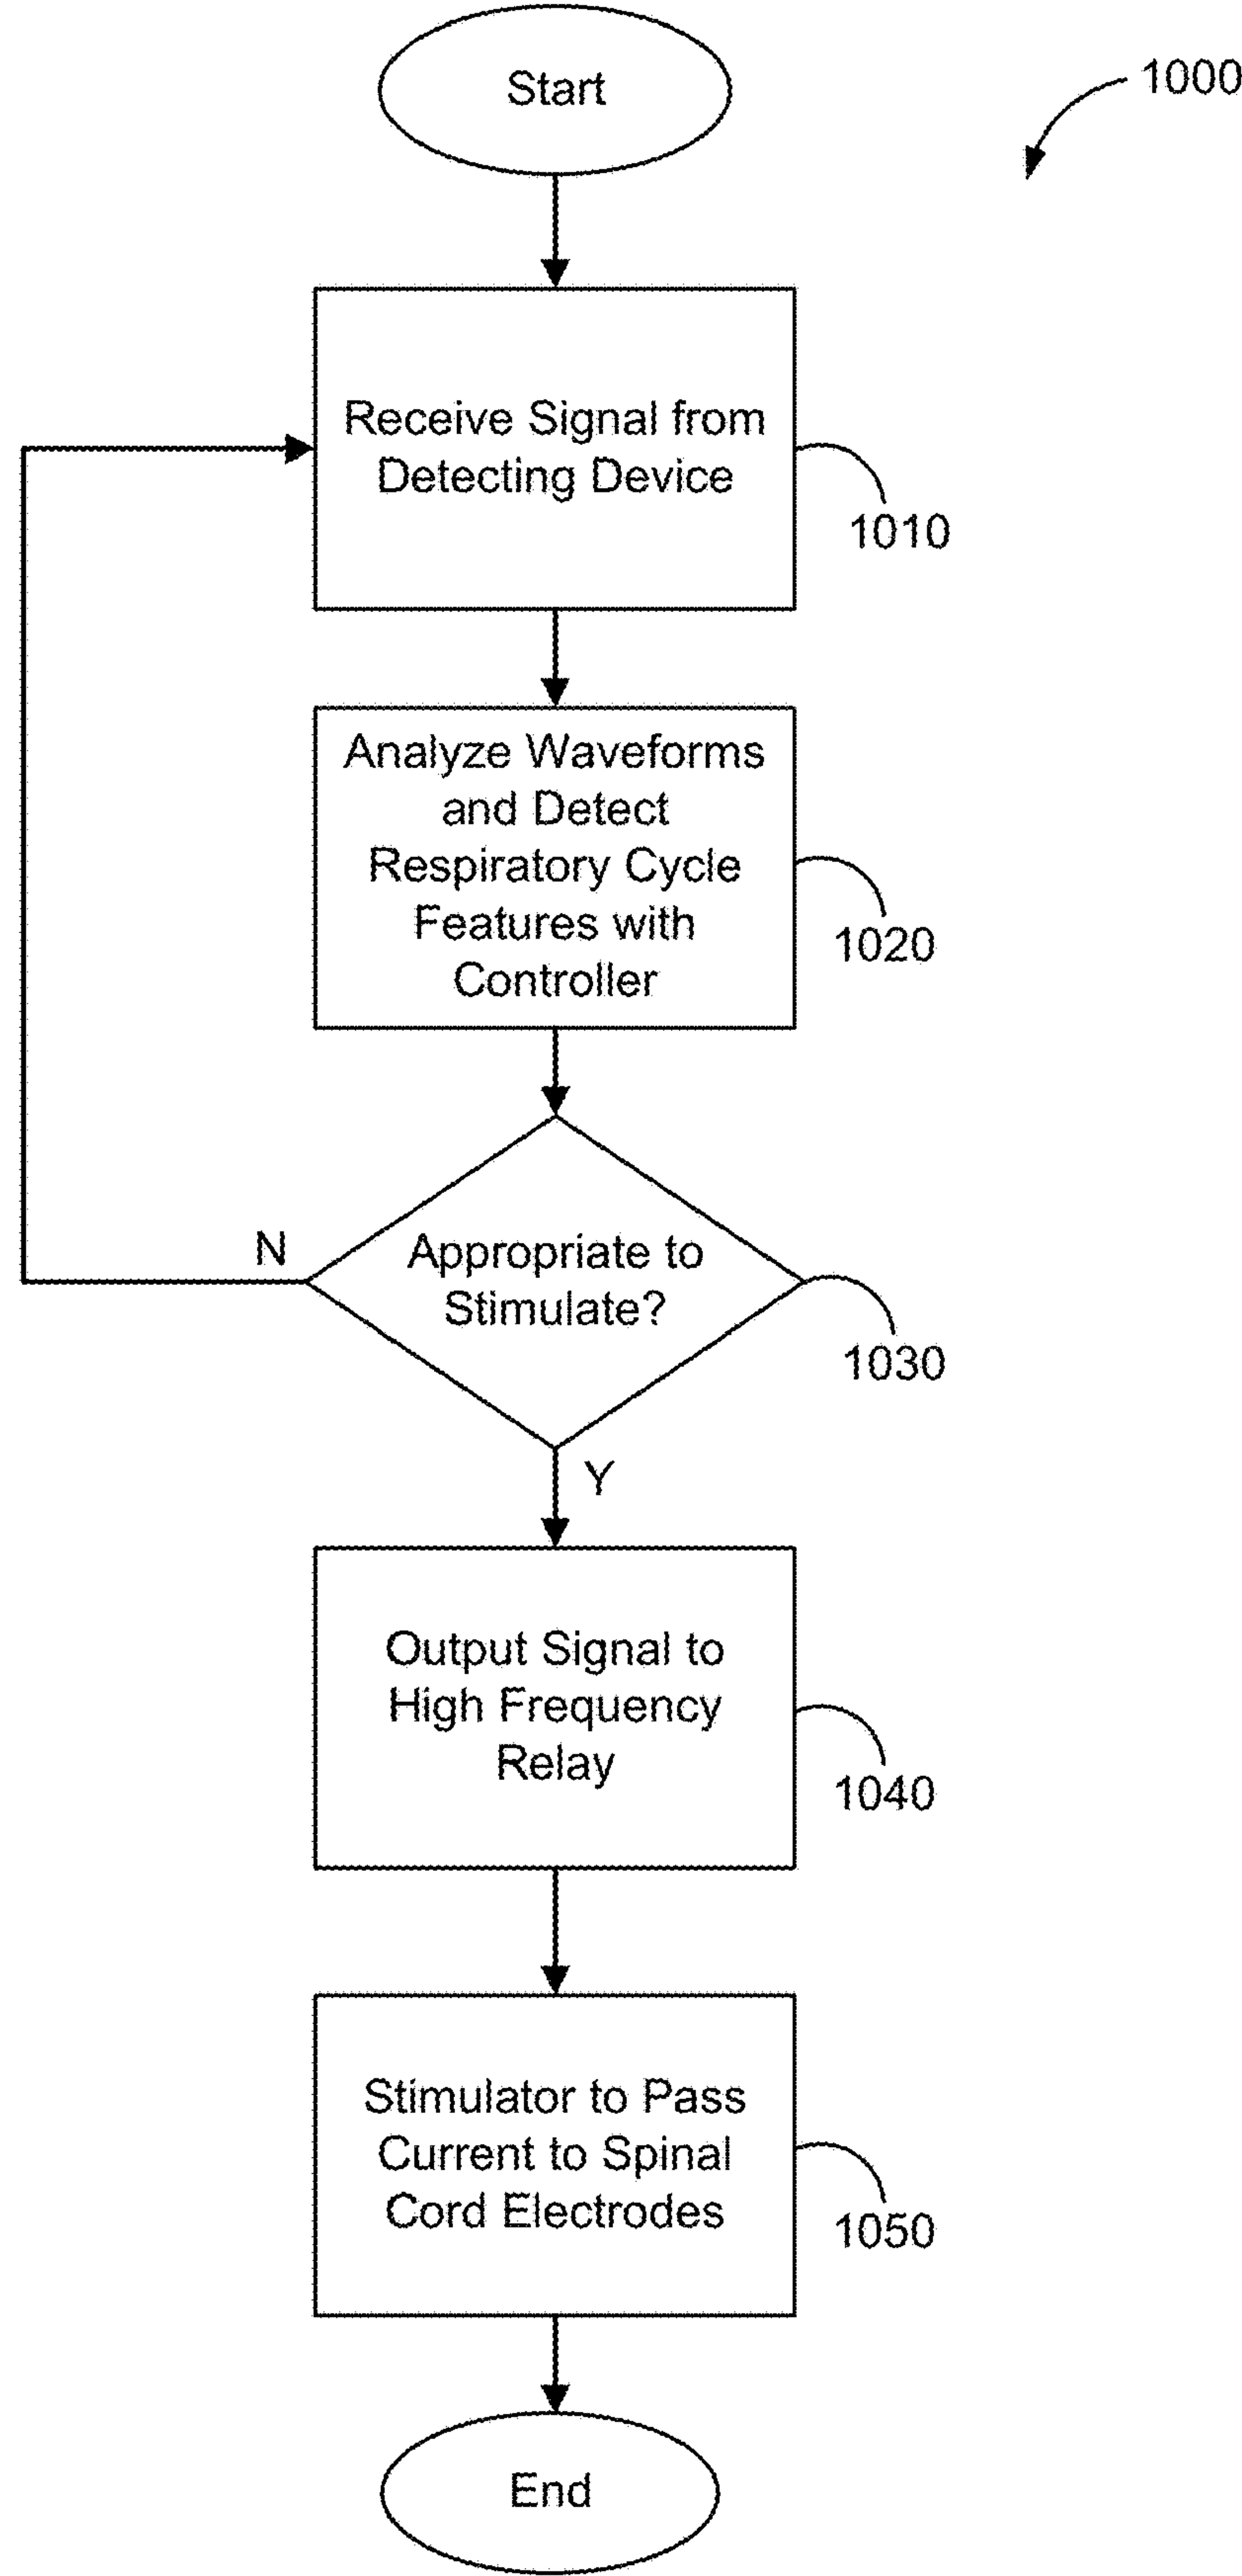 Start
1000
Receive Signal from
Detecting Device
1010
Analyze Waveforms
and Detect
Respiratory Cycle
Features with
Controller
1020
N
Appropriate to
Stimulate?
1030
Y
Output Signal to
High Frequency
Relay
1040
Stimulator to Pass
Current to Spinal
Cord Electrodes
1050
End